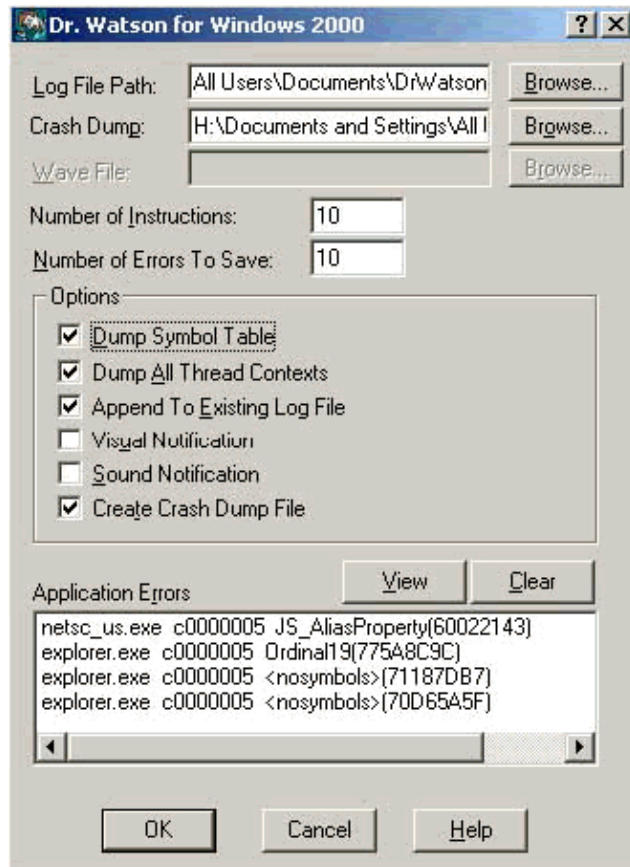 Dr. Watson for Windows 2000
Log File Path: All Users\Documents\DrWatson Browse...
Crash Dump: H:\Documents and Settings\All Browse...
Wave File: Browse...
Number of Instructions: 10
Number of Errors To Save: 10
Options
Dump Symbol Table
Dump All Thread Contexts
Append To Existing Log File
Visual Notification
Sound Notification
Create Crash Dump File
Application Errors View Clear
netsc_us.exe c0000005 JS_AliasProperty(60022143)
explorer.exe c0000005 Ordinal19(775A8C9C)
explorer.exe c0000005 <nosymbols>(71187DB7)
explorer.exe c0000005 <nosymbols>(70D65A5F)
OK Cancel Help